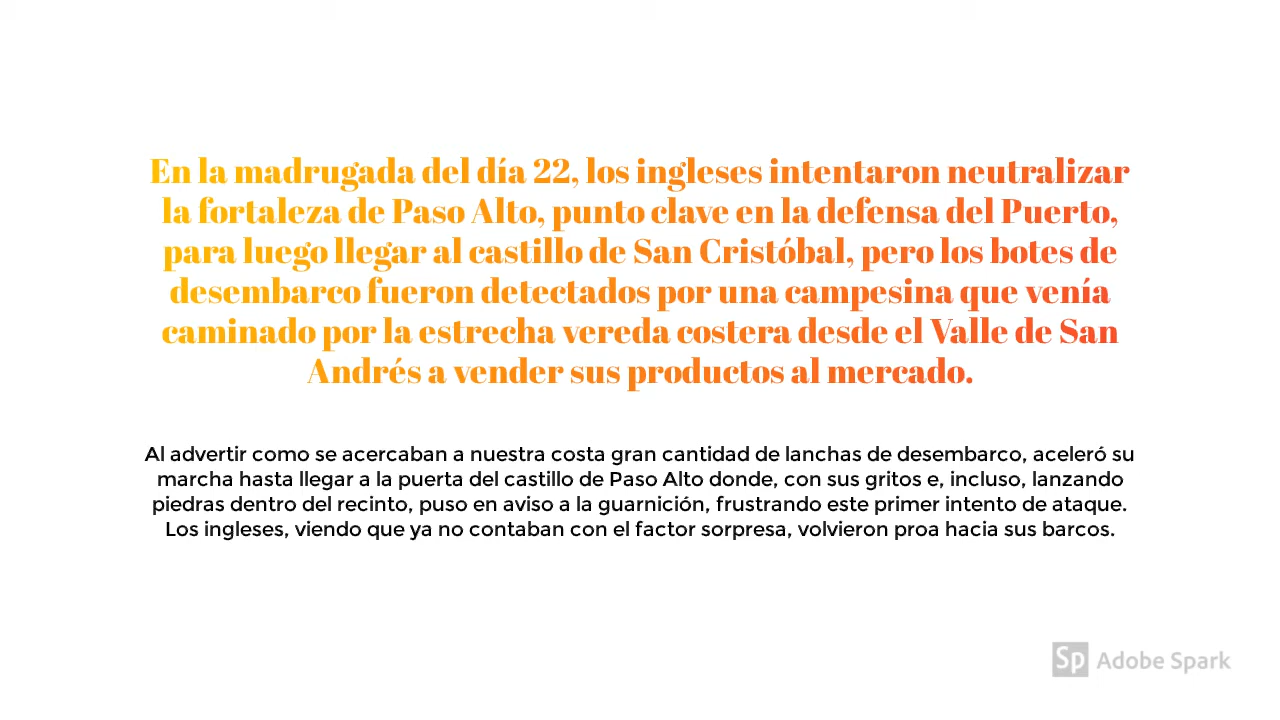 En la madrugada del día 22, los ingleses intentaron neutralizar
la fortaleza de Paso Alto, punto clave en la defensa del Puerto,
para luego llegar al castillo de San Cristóbal, pero los botes de
desembarco fueron detectados por una campesina que venía
caminado por la estrecha vereda costera desde el Valle de San
Andrés a vender sus productos al mercado.
Al advertir como se acercaban a nuestra costa gran cantidad de lanchas de desembarco, aceleró su
marcha hasta llegar a la puerta del castillo de Paso Alto donde, con sus gritos e, incluso, lanzando
piedras dentro del recinto, puso en aviso a la guarnición, frustrando este primer intento de ataque.
Los ingleses, viendo que ya no contaban con el factor sorpresa, volvieron proa hacia sus barcos.
Sp Adobe Spark